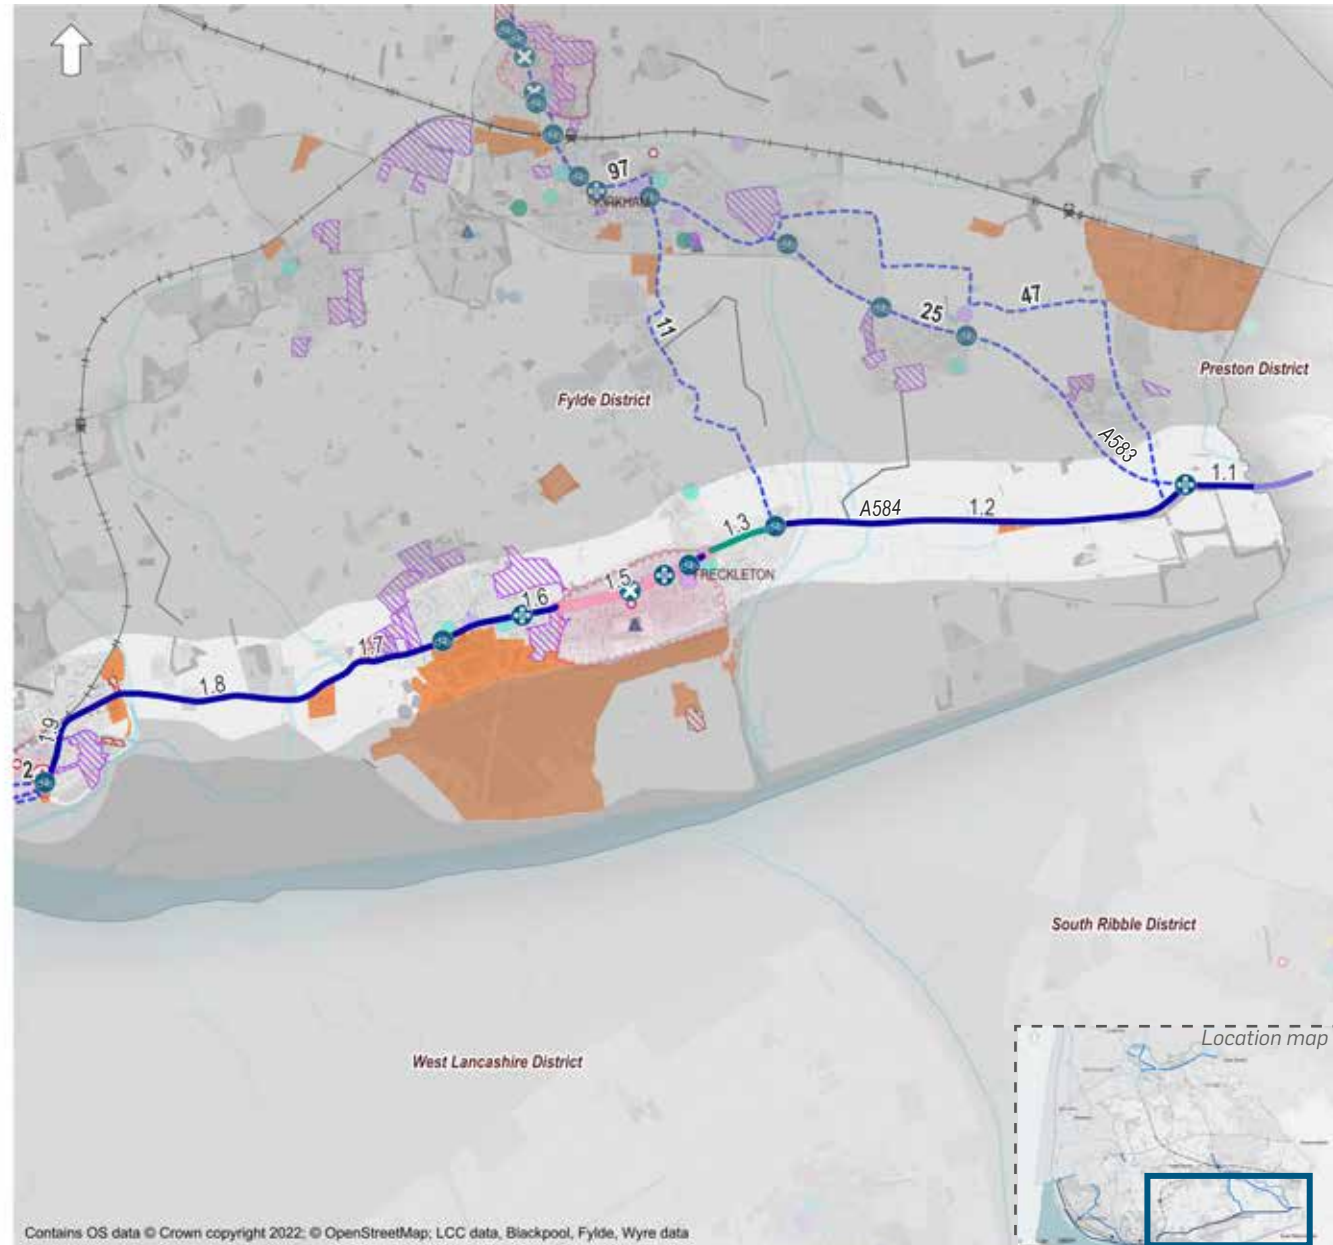 97
KIRKHAM
47
25
11
Preston District
Fylde District
A583
1.1
A584
1.2
1.3
FRECKLETON
1.5
1.6
1.7
1.8
1.9
2
South Ribble District
West Lancashire District
Location map
Contains OS data © Crown copyright 2022; © OpenStreetMap; LCC data, Blackpool, Fylde, Wyre data